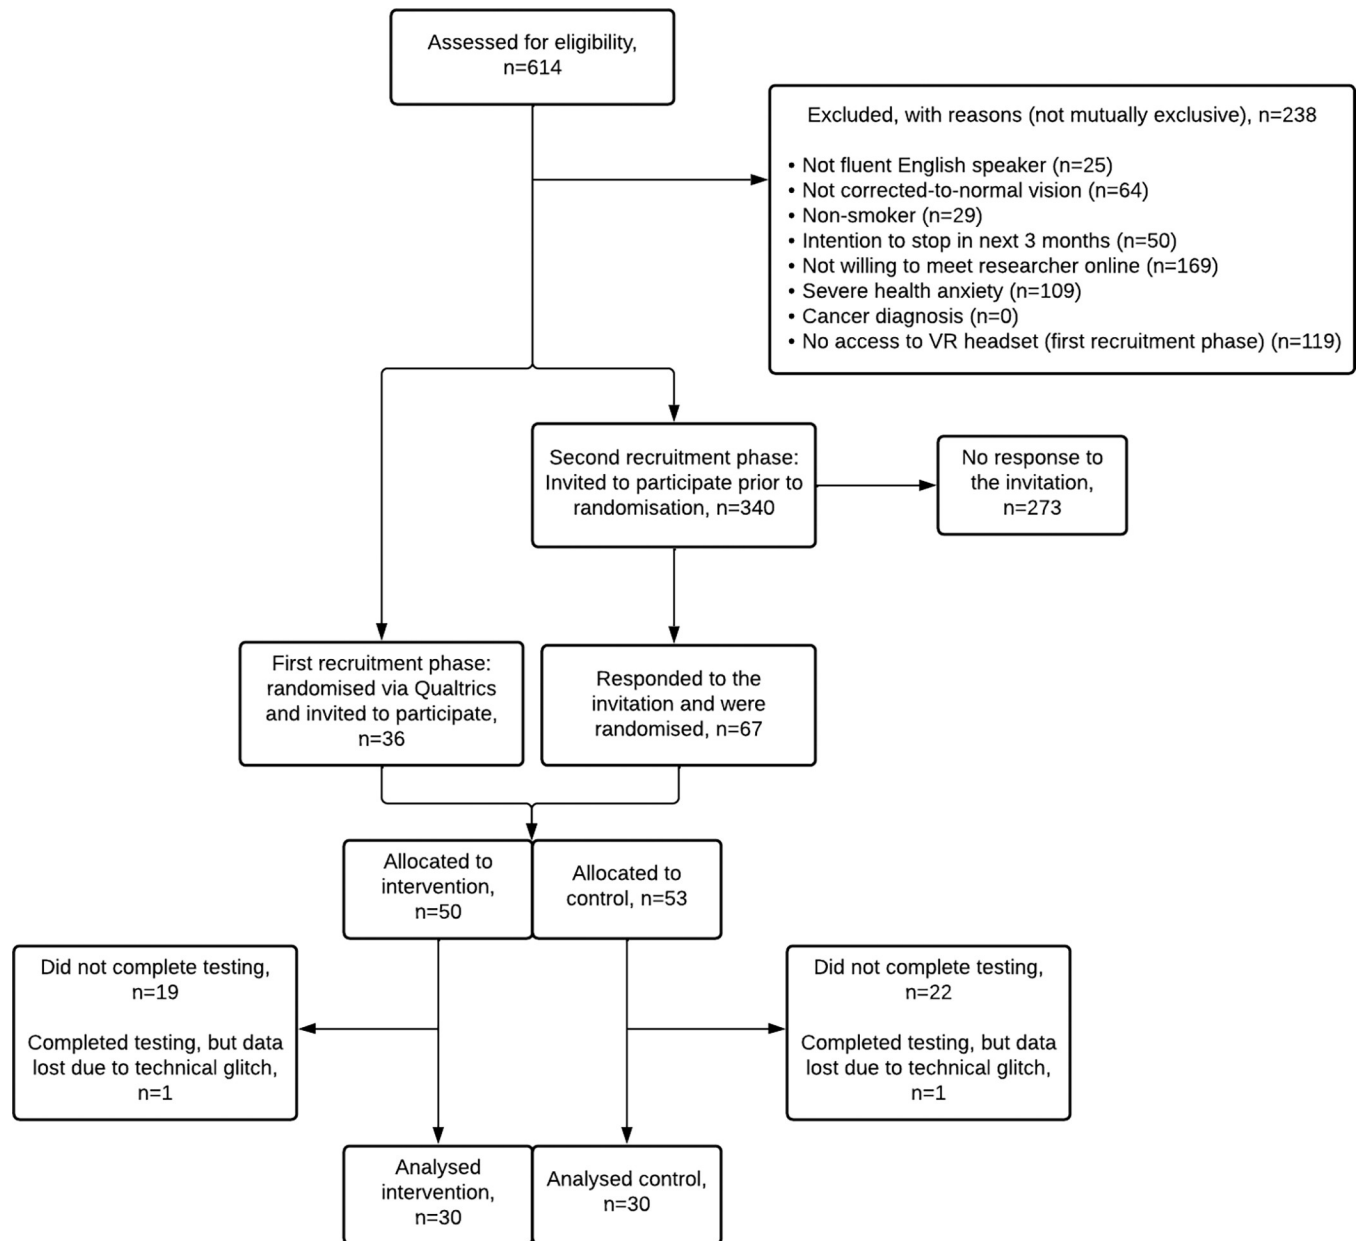 Assessed for eligibility,
n=614
Excluded, with reasons (not mutually exclusive), n=238
• Not fluent English speaker (n=25)
• Not corrected-to-normal vision (n=64)
• Non-smoker (n=29)
• Intention to stop in next 3 months (n=50)
• Not willing to meet researcher online (n=169)
• Severe health anxiety (n=109)
• Cancer diagnosis (n=0)
• No access to VR headset (first recruitment phase) (n=119)
Second recruitment phase:
Invited to participate prior to
randomisation, n=340
No response to
the invitation,
n=273
First recruitment phase:
randomised via Qualtrics
and invited to participate,
n=36
Responded to the
invitation and were
randomised, n=67
Allocated to
intervention,
n=50
Allocated to
control, n=53
Did not complete testing,
n=19
Completed testing, but data
lost due to technical glitch,
n=1
Did not complete testing,
n=22
Completed testing, but data
lost due to technical glitch,
n=1
Analysed
intervention,
n=30
Analysed control,
n=30